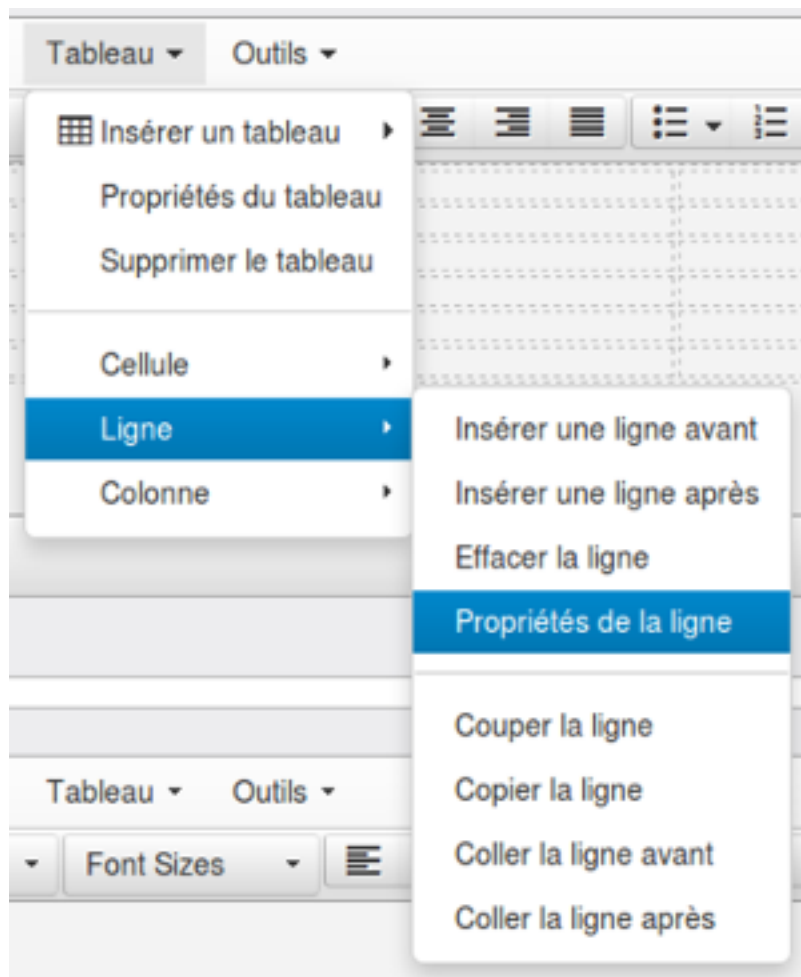 Tableau Outils
Insérer un tableau
Propriétés du tableau
Supprimer le tableau
Cellule
Ligne
Colonne
Insérer une ligne avant
Insérer une ligne après
Effacer la ligne
Propriétés de la ligne
Couper la ligne
Copier la ligne
Coller la ligne avant
Coller la ligne après
Tableau Outils
Font Sizes